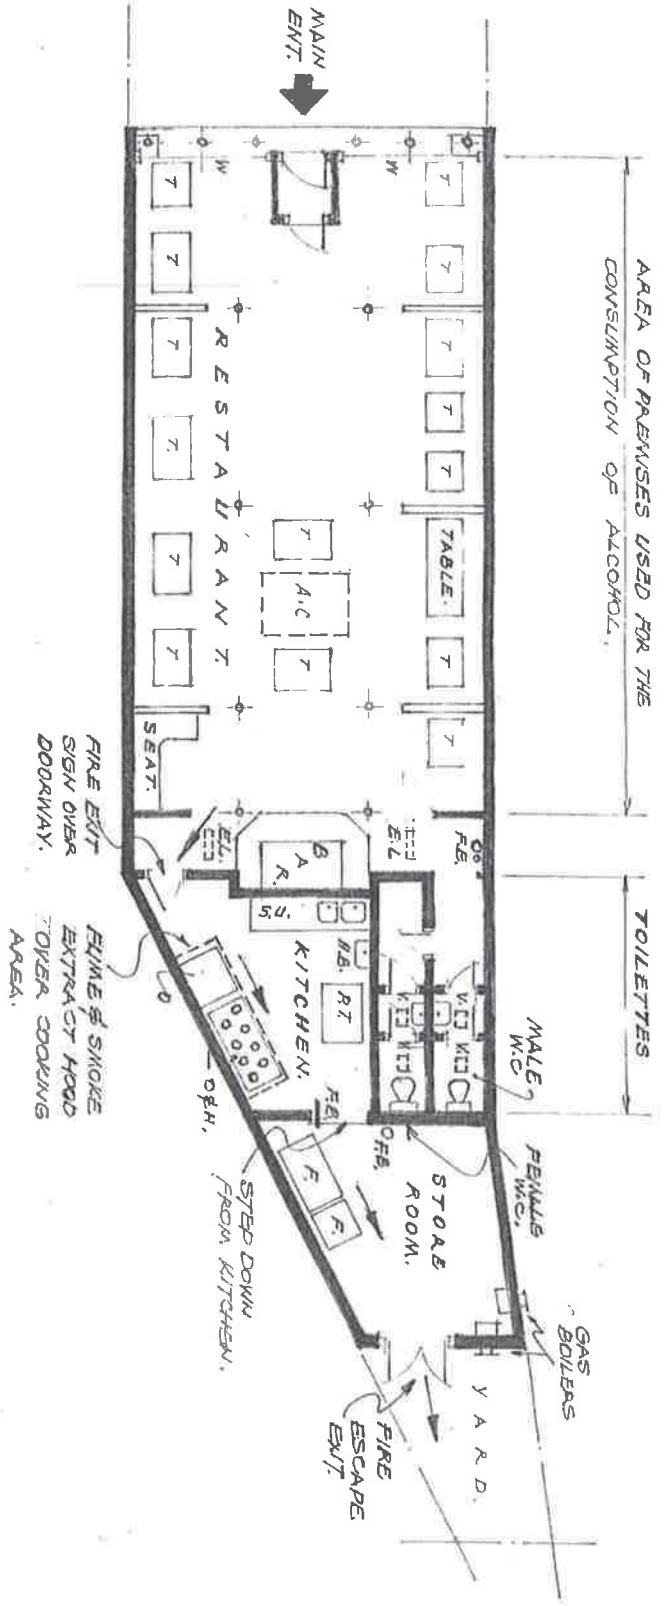 MAIN
ENT.
AREA OF PREMISES USED FOR THE
CONSUMPTION OF ALCOHOL.
W
W
T
T
T
T
T
T
T
T
T
T
T
RESTAURANT.
T
A.C
T
TABLE.
T
T
SEAT.
FIRE EXIT
SIGN OVER
DOORWAY.
E.L.
E.L
F.E.
BAR.
TOILETTES
S.U.
KITCHEN.
RT
V.
V.
MALE
W.C
FEMALE
W.C.
FUME & SMOKE
EXTRACT HOOD
OVER COOKING
AREA.
O
O&H.
F.B.
F.B.
STEP DOWN
FROM KITCHEN.
F.
F.
STORE
ROOM.
GAS
BOILERS
YARD.
FIRE
ESCAPE
EXIT.